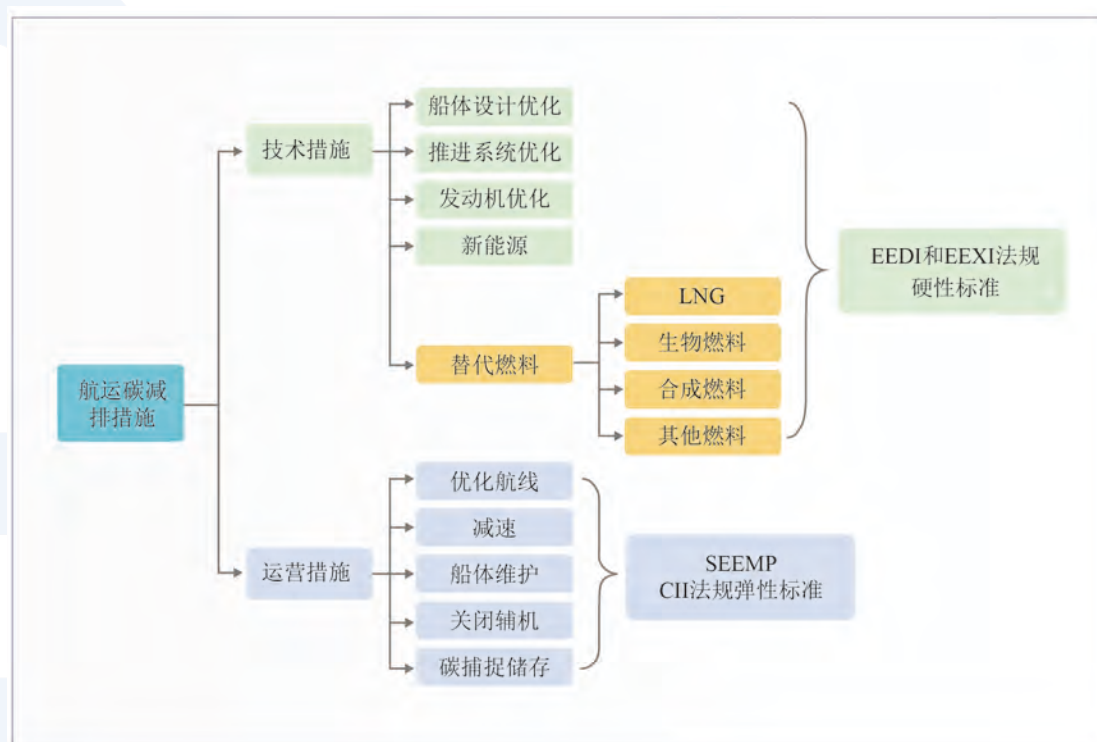 航运碳减
排措施
技术措施
船体设计优化
推进系统优化
发动机优化
新能源
替代燃料
LNG
生物燃料
合成燃料
其他燃料
EEDI和EEXI法规
硬性标准
运营措施
优化航线
减速
船体维护
关闭辅机
碳捕捉储存
SEEMP
CII法规弹性标准